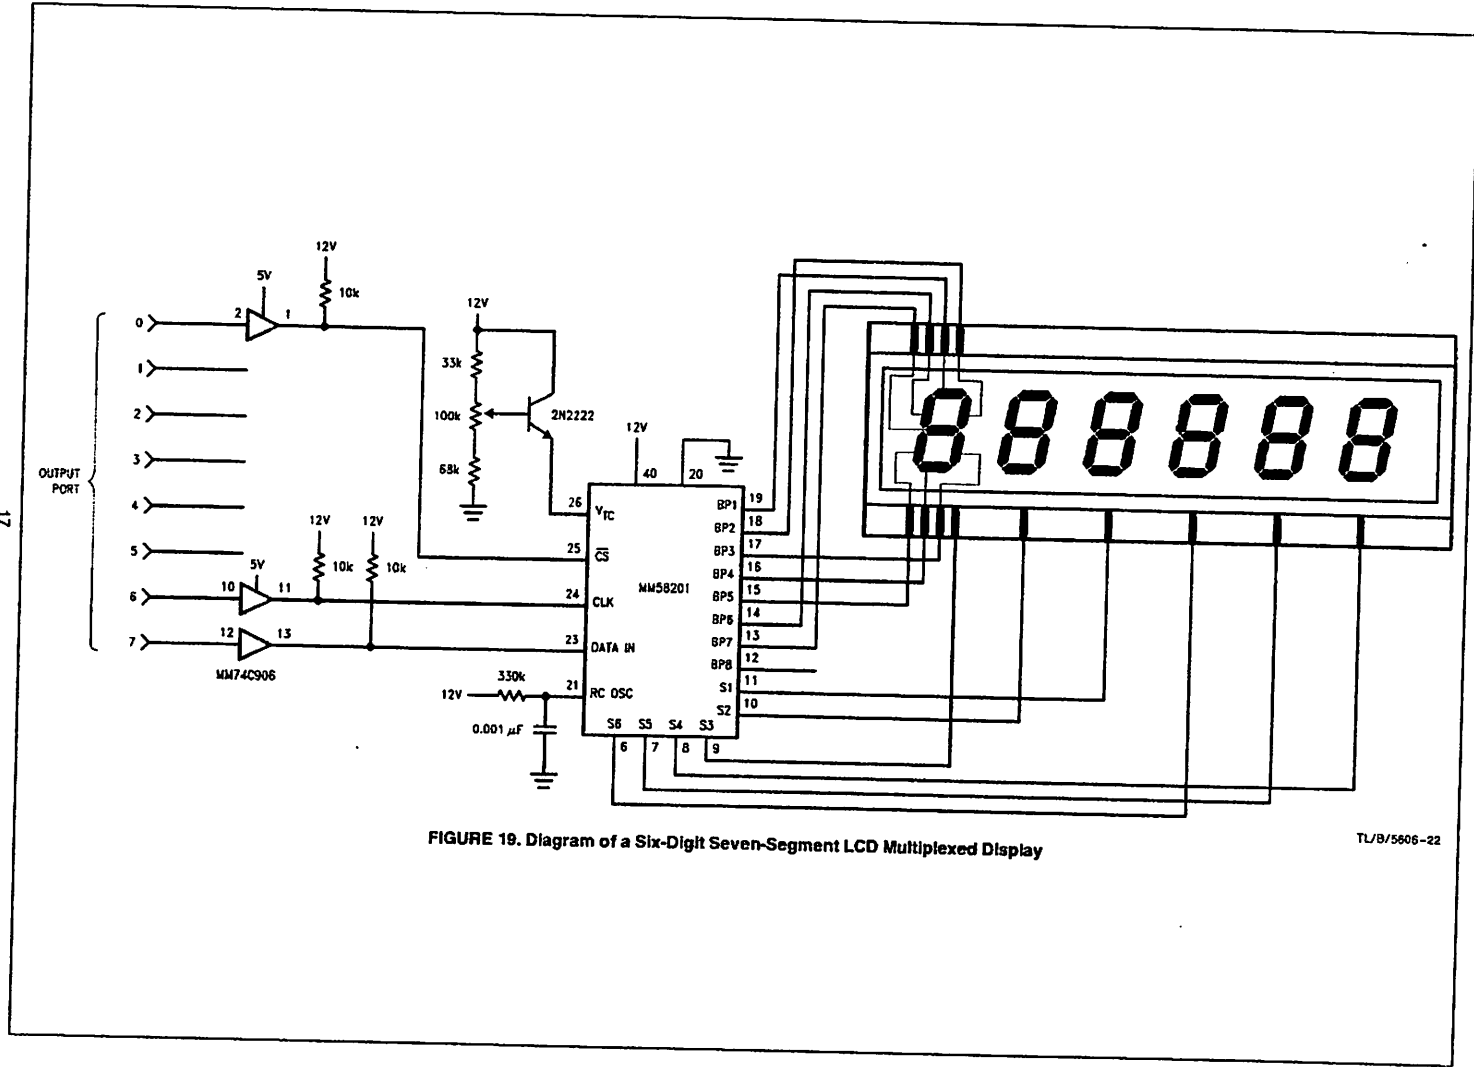 12V
5V
10k
2
1
0
1
2
3
4
5
6
7
OUTPUT
PORT
12V
33k
100k
68k
2N2222
12V
40
20
12V
12V
10k
10k
5V
10
11
12
13
MM74C906
26
VTC
25
CS
24
CLK
23
DATA IN
21
RC OSC
12V
330k
0.001 µF
MM58201
BP1
19
BP2
18
BP3
17
BP4
16
BP5
15
BP6
14
BP7
13
BP8
12
S1
11
S2
10
S6
S5
S4
S3
6
7
8
9
888888
17
FIGURE 19. Diagram of a Six-Digit Seven-Segment LCD Multiplexed Display
TL/B/5606-22